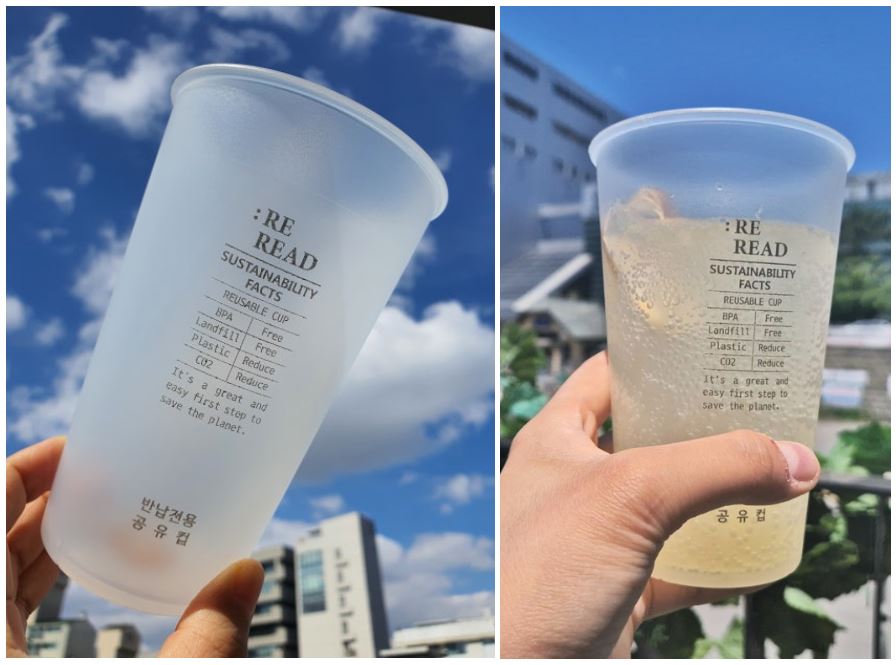 :RE
READ
SUSTAINABILITY
FACTS
REUSABLE CUP
BPA Free
Landfill Free
Plastic Reduce
CO2 Reduce
It's a great and
easy first step to
save the planet.
반납전용
공유컵
:RE
READ
SUSTAINABILITY
FACTS
REUSABLE CUP
BPA Free
Landfill Free
Plastic Reduce
CO2 Reduce
It's a great and
easy first step to
save the planet.
공유컵